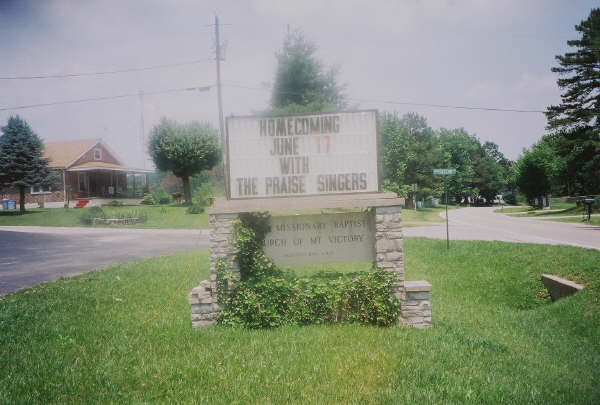 HOMECOMING
JUNE 17
WITH
THE PRAISE SINGERS
MISSIONARY BAPTIST
CHURCH OF MT VICTORY